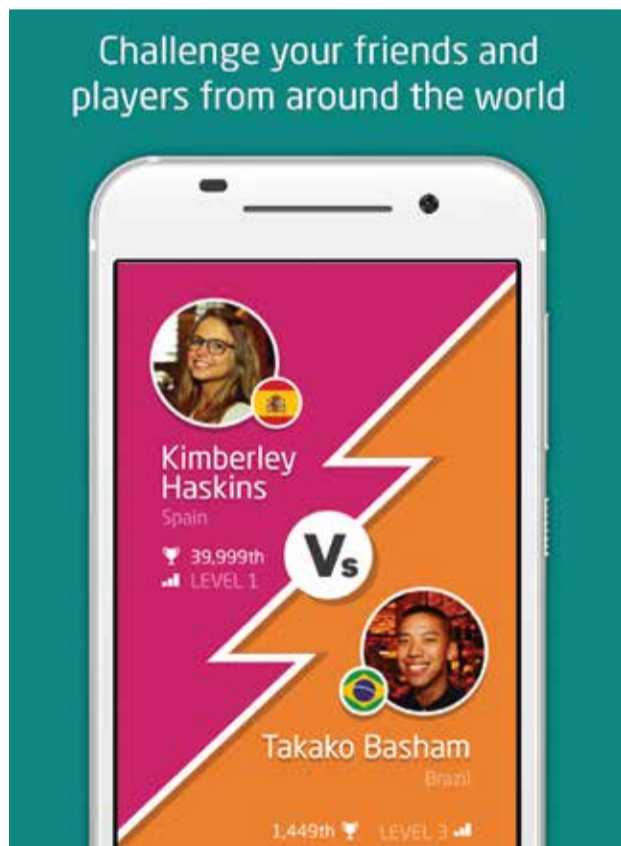 Challenge your friends and
players from around the world
Kimberley
Haskins
Spain
39,999th
LEVEL 1
Vs
Takako Basham
Brazil
1,449th LEVEL 3